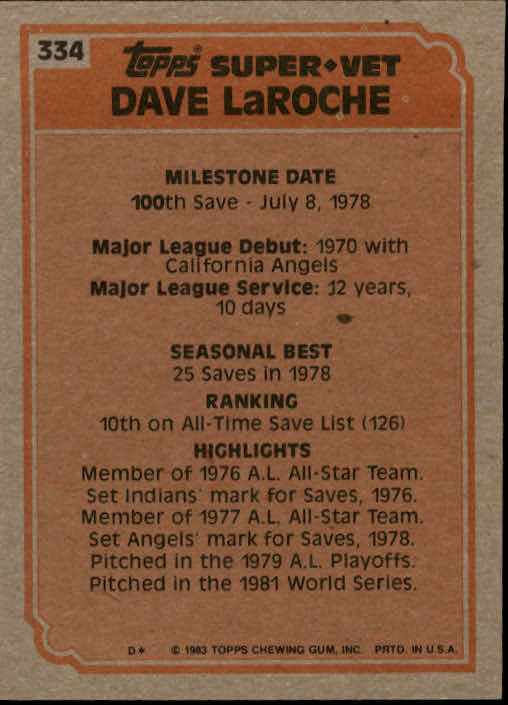 334
Topps® SUPER♦VET
DAVE LaROCHE
MILESTONE DATE
100th Save - July 8, 1978
Major League Debut: 1970 with
California Angels
Major League Service: 12 years,
10 days
SEASONAL BEST
25 Saves in 1978
RANKING
10th on All-Time Save List (126)
HIGHLIGHTS
Member of 1976 A.L. All-Star Team.
Set Indians' mark for Saves, 1976.
Member of 1977 A.L. All-Star Team.
Set Angels' mark for Saves, 1978.
Pitched in the 1979 A.L. Playoffs.
Pitched in the 1981 World Series.
D* © 1983 TOPPS CHEWING GUM, INC. PRTD. IN U.S.A.